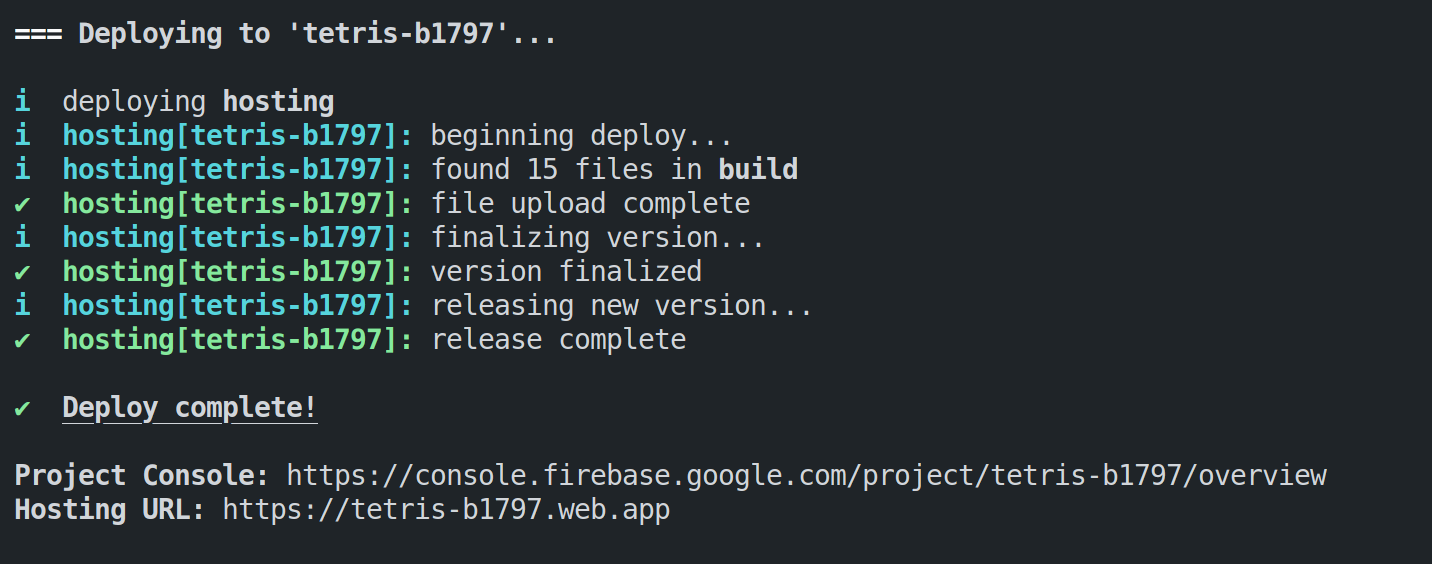 === Deploying to 'tetris-b1797'...
i deploying hosting
i hosting[tetris-b1797]: beginning deploy...
i hosting[tetris-b1797]: found 15 files in build
✔ hosting[tetris-b1797]: file upload complete
i hosting[tetris-b1797]: finalizing version...
✔ hosting[tetris-b1797]: version finalized
i hosting[tetris-b1797]: releasing new version...
✔ hosting[tetris-b1797]: release complete
✔ Deploy complete!
Project Console: https://console.firebase.google.com/project/tetris-b1797/overview
Hosting URL: https://tetris-b1797.web.app